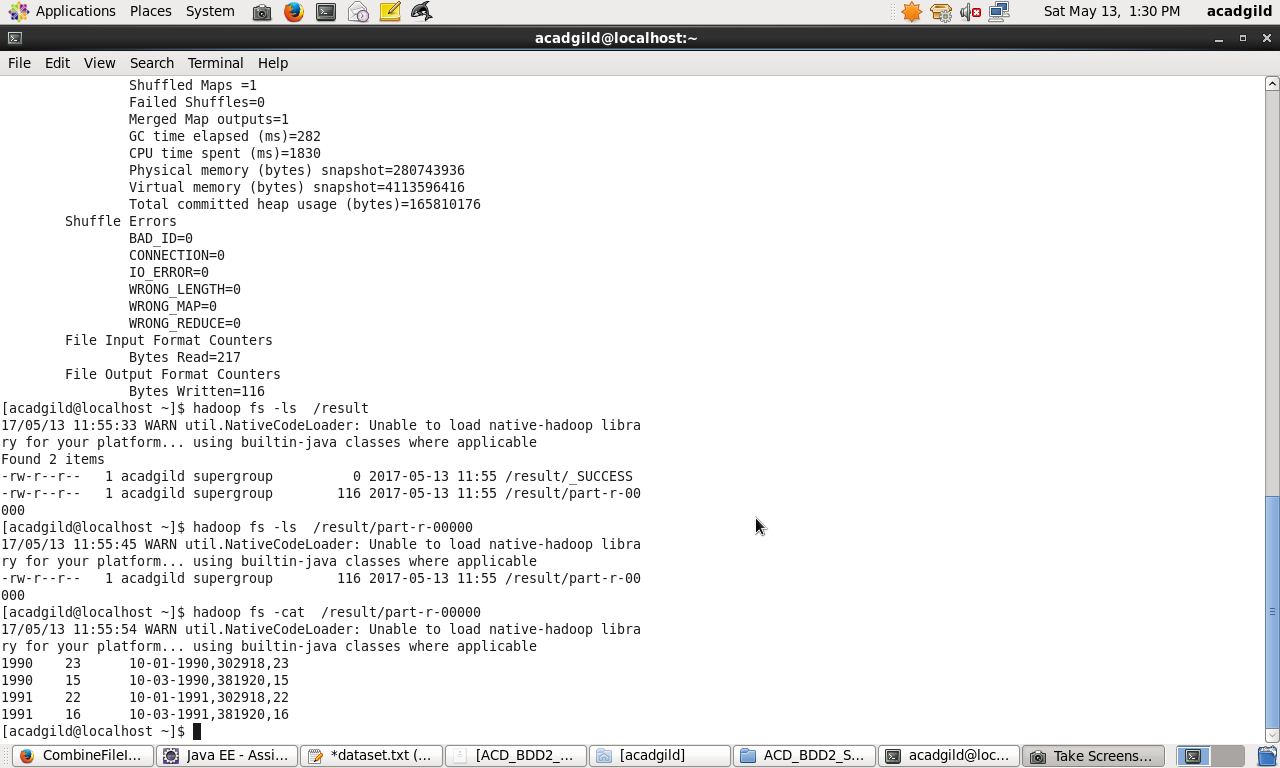 Applications Places System Sat May 13, 1:30 PM acadgild
acadgild@localhost:~
File Edit View Search Terminal Help
Shuffled Maps =1
Failed Shuffles=0
Merged Map outputs=1
GC time elapsed (ms)=282
CPU time spent (ms)=1830
Physical memory (bytes) snapshot=280743936
Virtual memory (bytes) snapshot=4113596416
Total committed heap usage (bytes)=165810176
Shuffle Errors
BAD_ID=0
CONNECTION=0
IO_ERROR=0
WRONG_LENGTH=0
WRONG_MAP=0
WRONG_REDUCE=0
File Input Format Counters
Bytes Read=217
File Output Format Counters
Bytes Written=116
[acadgild@localhost ~]$ hadoop fs -ls  /result
17/05/13 11:55:33 WARN util.NativeCodeLoader: Unable to load native-hadoop libra
ry for your platform... using builtin-java classes where applicable
Found 2 items
-rw-r--r--   1 acadgild supergroup          0 2017-05-13 11:55 /result/_SUCCESS
-rw-r--r--   1 acadgild supergroup        116 2017-05-13 11:55 /result/part-r-00
000
[acadgild@localhost ~]$ hadoop fs -ls  /result/part-r-00000
17/05/13 11:55:45 WARN util.NativeCodeLoader: Unable to load native-hadoop libra
ry for your platform... using builtin-java classes where applicable
-rw-r--r--   1 acadgild supergroup        116 2017-05-13 11:55 /result/part-r-00
000
[acadgild@localhost ~]$ hadoop fs -cat  /result/part-r-00000
17/05/13 11:55:54 WARN util.NativeCodeLoader: Unable to load native-hadoop libra
ry for your platform... using builtin-java classes where applicable
1990    23      10-01-1990,302918,23
1990    15      10-03-1990,381920,15
1991    22      10-01-1991,302918,22
1991    16      10-03-1991,381920,16
[acadgild@localhost ~]$
CombineFileI... Java EE - Assi... *dataset.txt (... [ACD_BDD2_... [acadgild] ACD_BDD2_S... acadgild@loc... Take Screens...